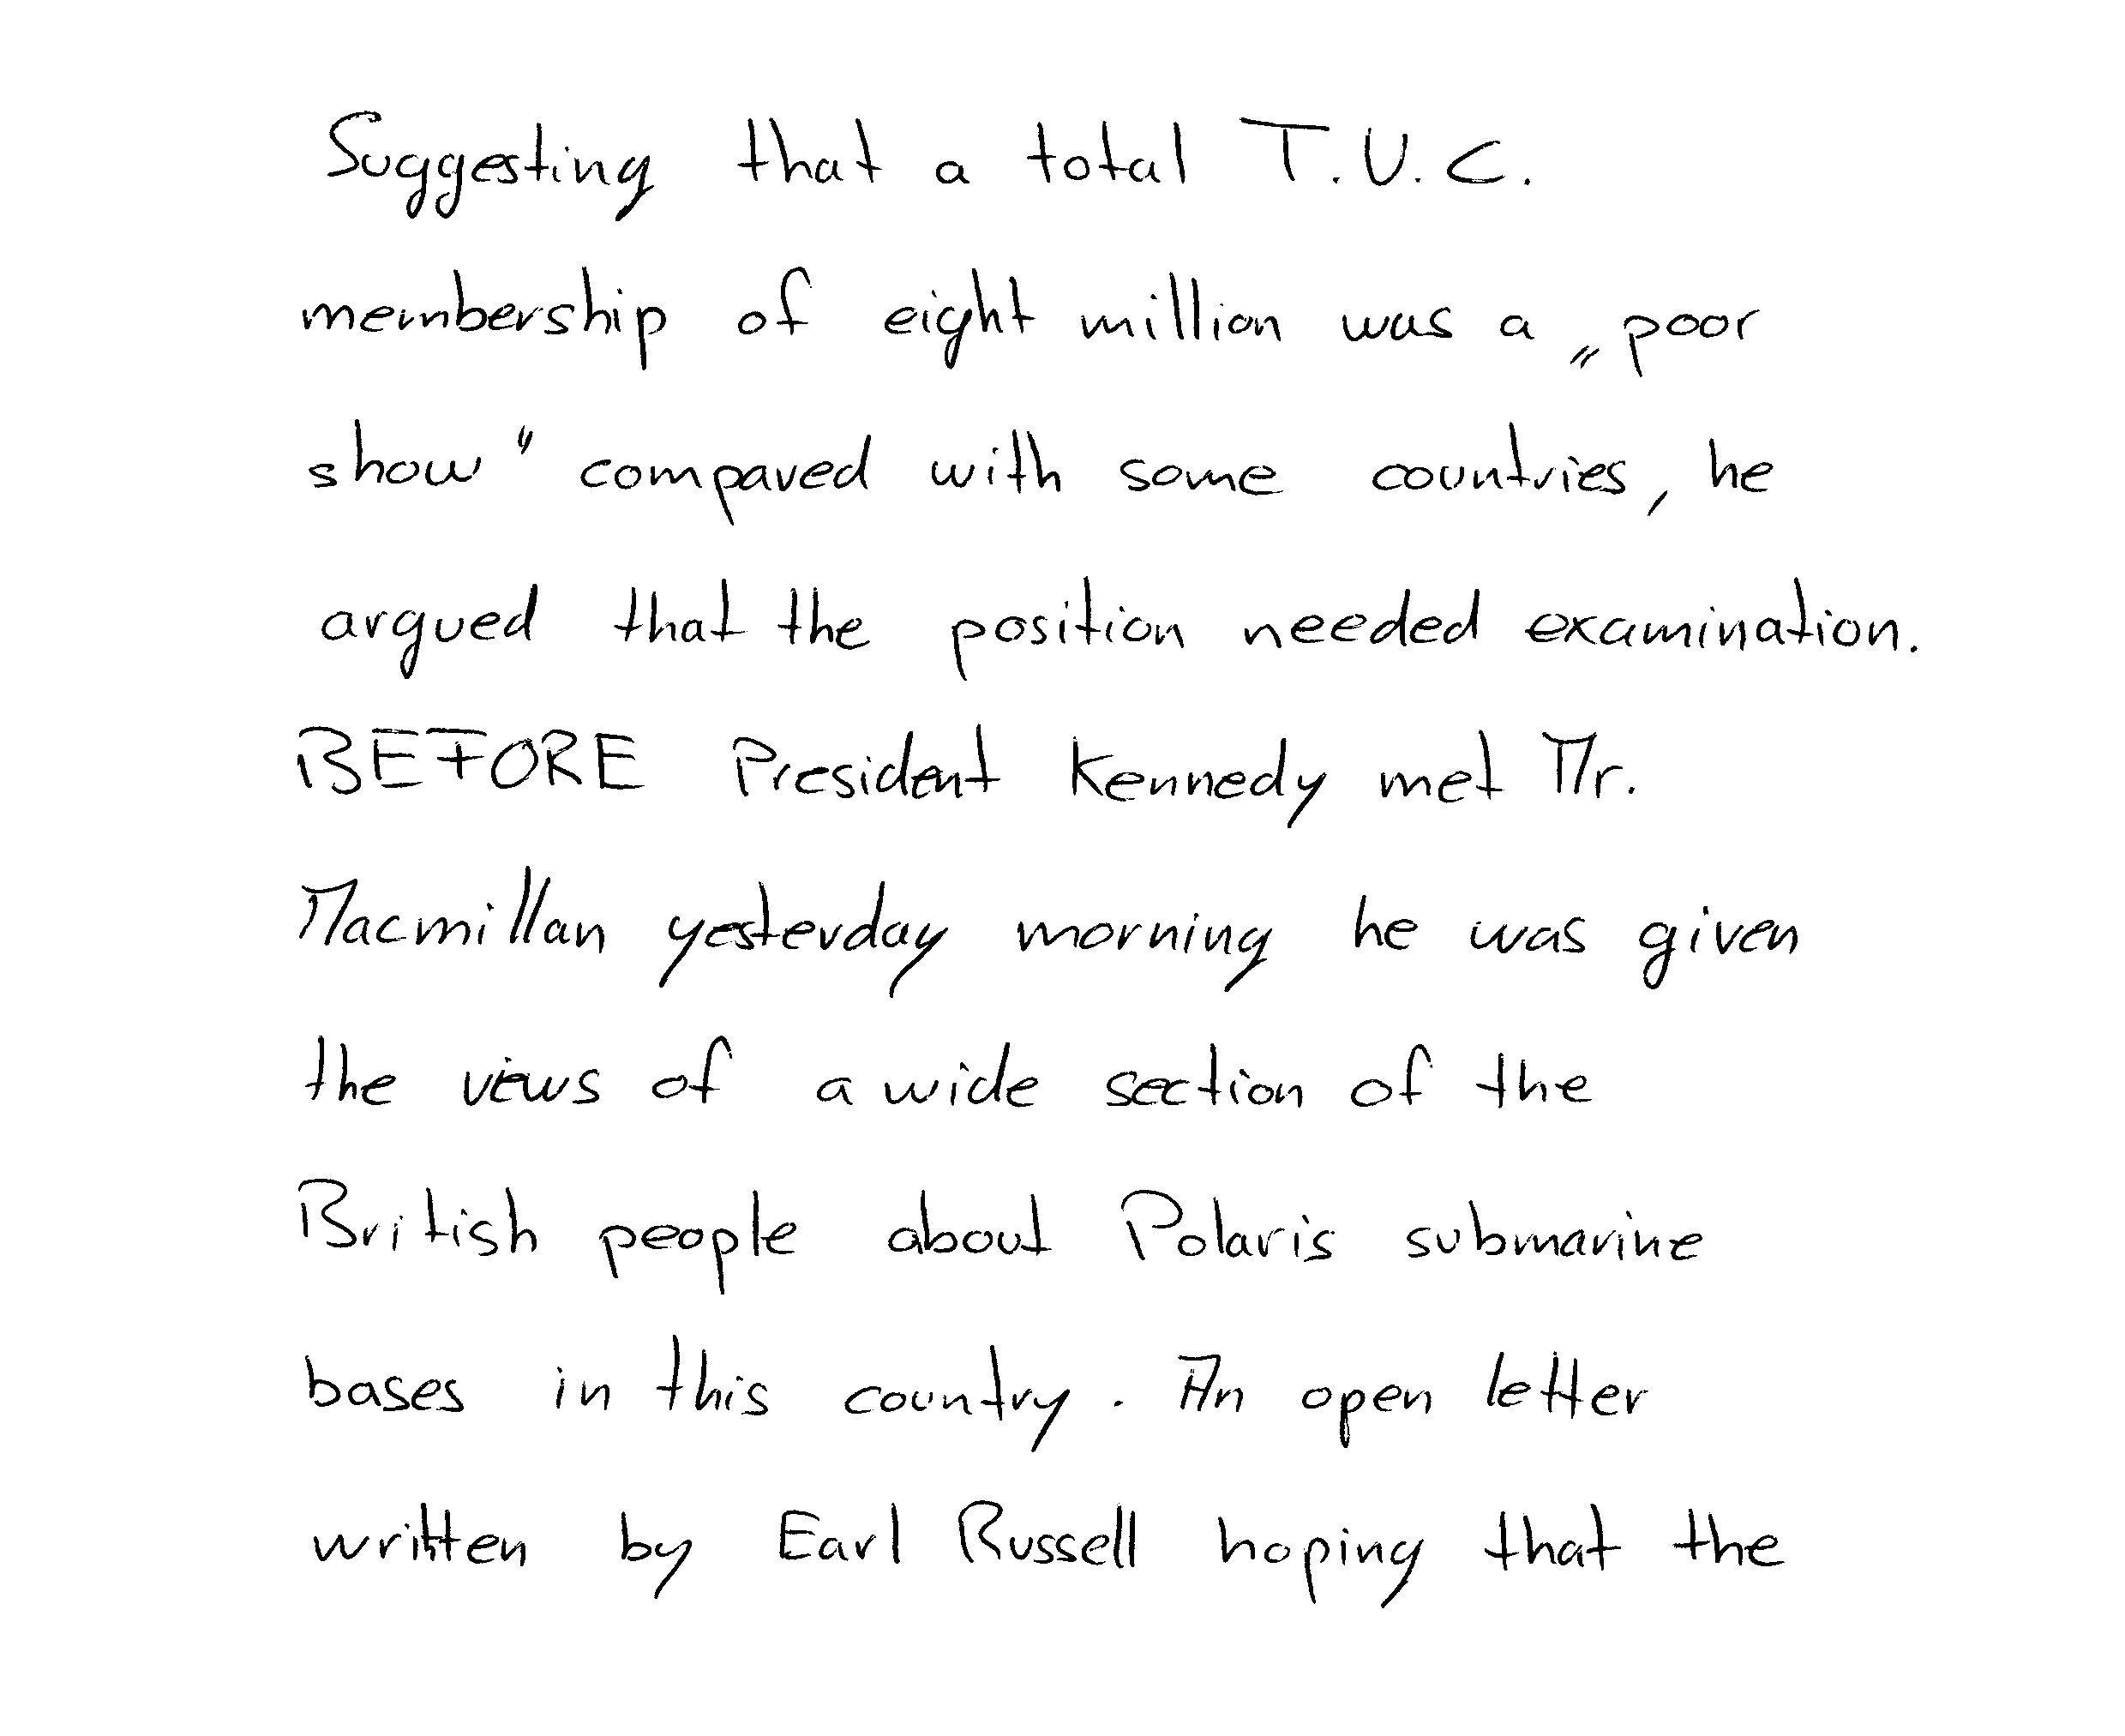 Suggesting that a total T.U.C.
membership of eight million was a „poor
show" compared with some countries, he
argued that the position needed examination.
BEFORE President Kennedy met Mr.
Macmillan yesterday morning he was given
the views of a wide section of the
British people about Polaris submarine
bases in this country. An open letter
written by Earl Russell hoping that the